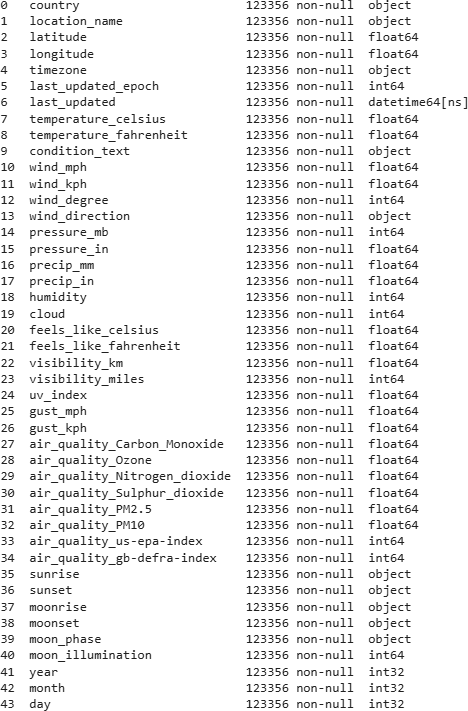 0 country 123356 non-null object
1 location_name 123356 non-null object
2 latitude 123356 non-null float64
3 longitude 123356 non-null float64
4 timezone 123356 non-null object
5 last_updated_epoch 123356 non-null int64
6 last_updated 123356 non-null datetime64[ns]
7 temperature_celsius 123356 non-null float64
8 temperature_fahrenheit 123356 non-null float64
9 condition_text 123356 non-null object
10 wind_mph 123356 non-null float64
11 wind_kph 123356 non-null float64
12 wind_degree 123356 non-null int64
13 wind_direction 123356 non-null object
14 pressure_mb 123356 non-null int64
15 pressure_in 123356 non-null float64
16 precip_mm 123356 non-null float64
17 precip_in 123356 non-null float64
18 humidity 123356 non-null int64
19 cloud 123356 non-null int64
20 feels_like_celsius 123356 non-null float64
21 feels_like_fahrenheit 123356 non-null float64
22 visibility_km 123356 non-null float64
23 visibility_miles 123356 non-null int64
24 uv_index 123356 non-null float64
25 gust_mph 123356 non-null float64
26 gust_kph 123356 non-null float64
27 air_quality_Carbon_Monoxide 123356 non-null float64
28 air_quality_Ozone 123356 non-null float64
29 air_quality_Nitrogen_dioxide 123356 non-null float64
30 air_quality_Sulphur_dioxide 123356 non-null float64
31 air_quality_PM2.5 123356 non-null float64
32 air_quality_PM10 123356 non-null float64
33 air_quality_us-epa-index 123356 non-null int64
34 air_quality_gb-defra-index 123356 non-null int64
35 sunrise 123356 non-null object
36 sunset 123356 non-null object
37 moonrise 123356 non-null object
38 moonset 123356 non-null object
39 moon_phase 123356 non-null object
40 moon_illumination 123356 non-null int64
41 year 123356 non-null int32
42 month 123356 non-null int32
43 day 123356 non-null int32